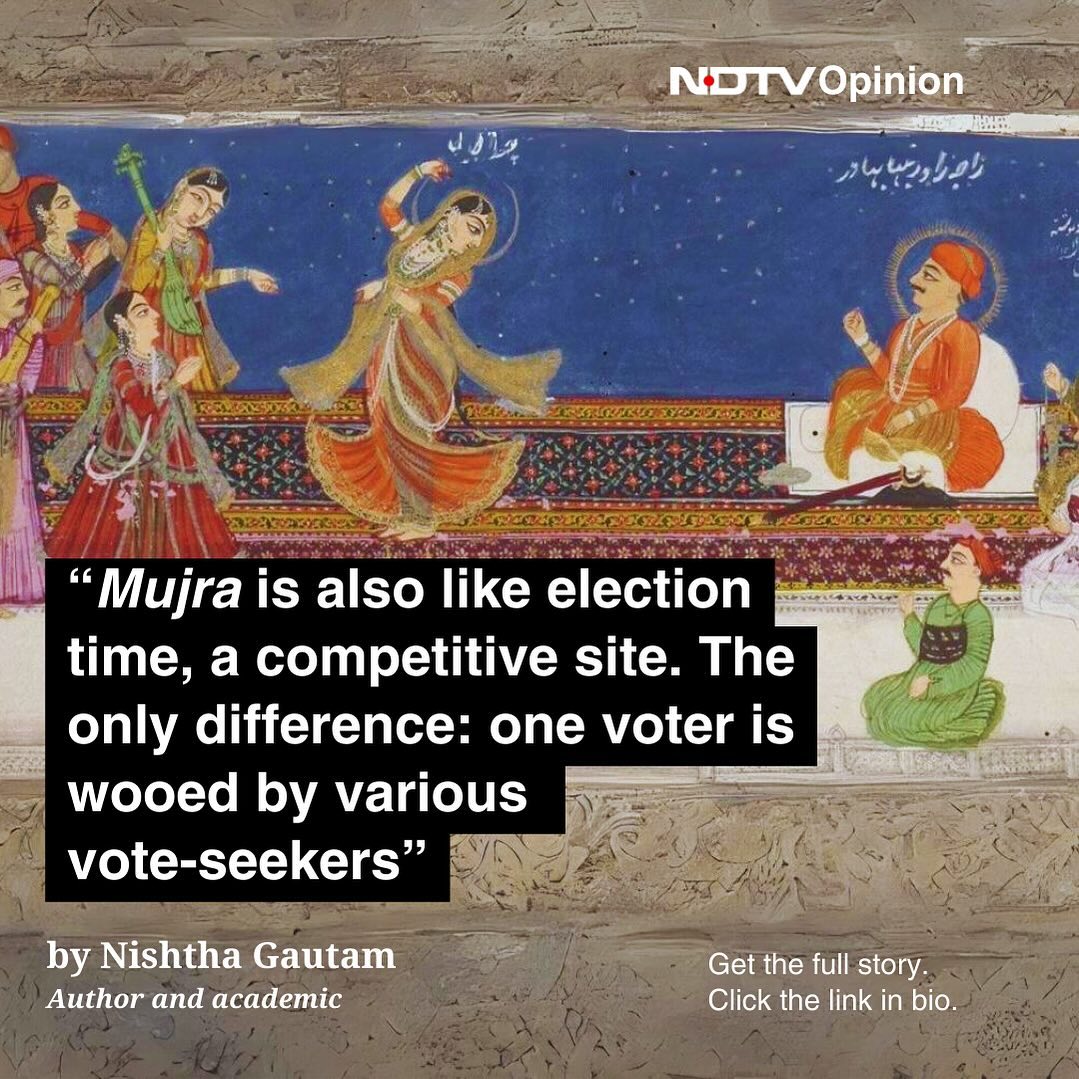 NDTV Opinion
“Mujra is also like election
time, a competitive site. The
only difference: one voter is
wooed by various
vote-seekers”
by Nishtha Gautam
Author and academic
Get the full story.
Click the link in bio.